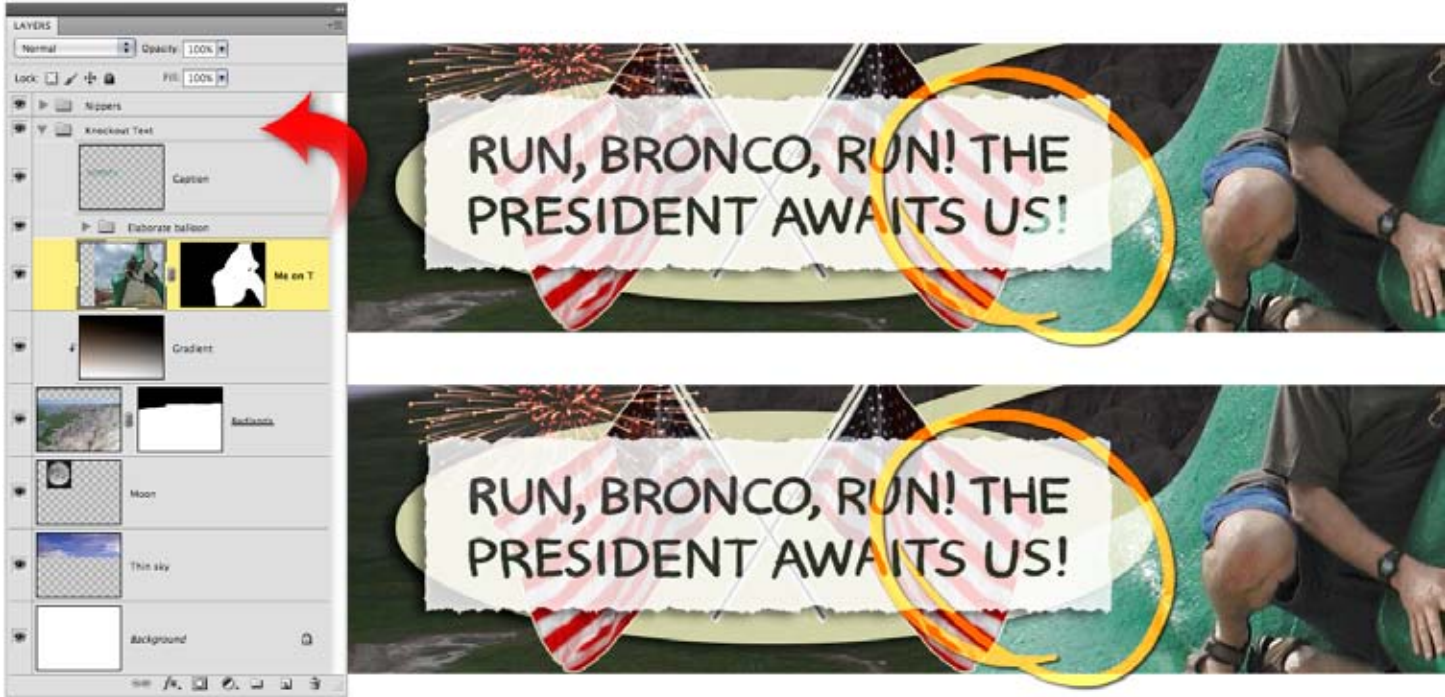 LAYERS
Normal
Opacity: 100%
Lock:
Fill: 100%
Nippers
Knockout Text
Caption
Elaborate balloon
Me on T
Gradient
Badlands
Moon
Thin sky
Background
fx.
RUN, BRONCO, RUN! THE
PRESIDENT AWAITS US!
RUN, BRONCO, RUN! THE
PRESIDENT AWAITS US!